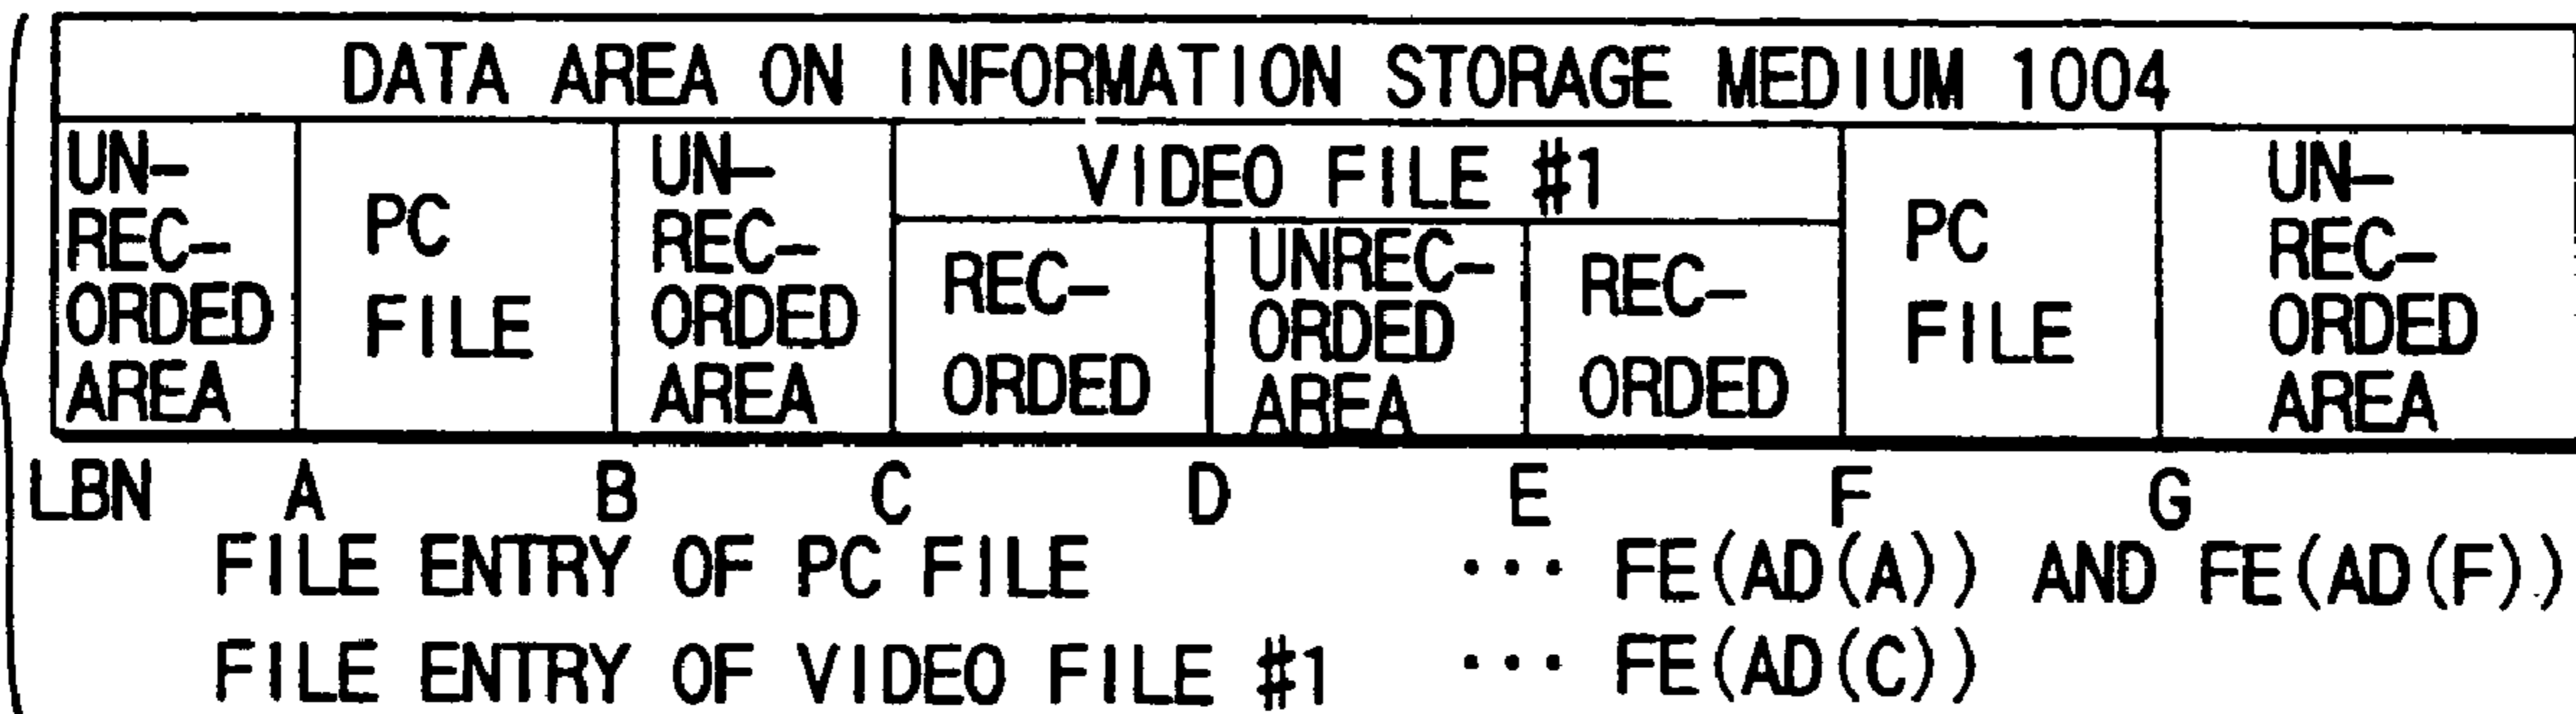 DATA AREA ON INFORMATION STORAGE MEDIUM 1004
UN-
REC-
ORDED
AREA
PC
FILE
UN-
REC-
ORDED
AREA
VIDEO FILE #1
REC-
ORDED
UNREC-
ORDED
AREA
REC-
ORDED
PC
FILE
UN-
REC-
ORDED
AREA
LBN A B C D E F G
FILE ENTRY OF PC FILE ··· FE(AD(A)) AND FE(AD(F))
FILE ENTRY OF VIDEO FILE #1 ··· FE(AD(C))